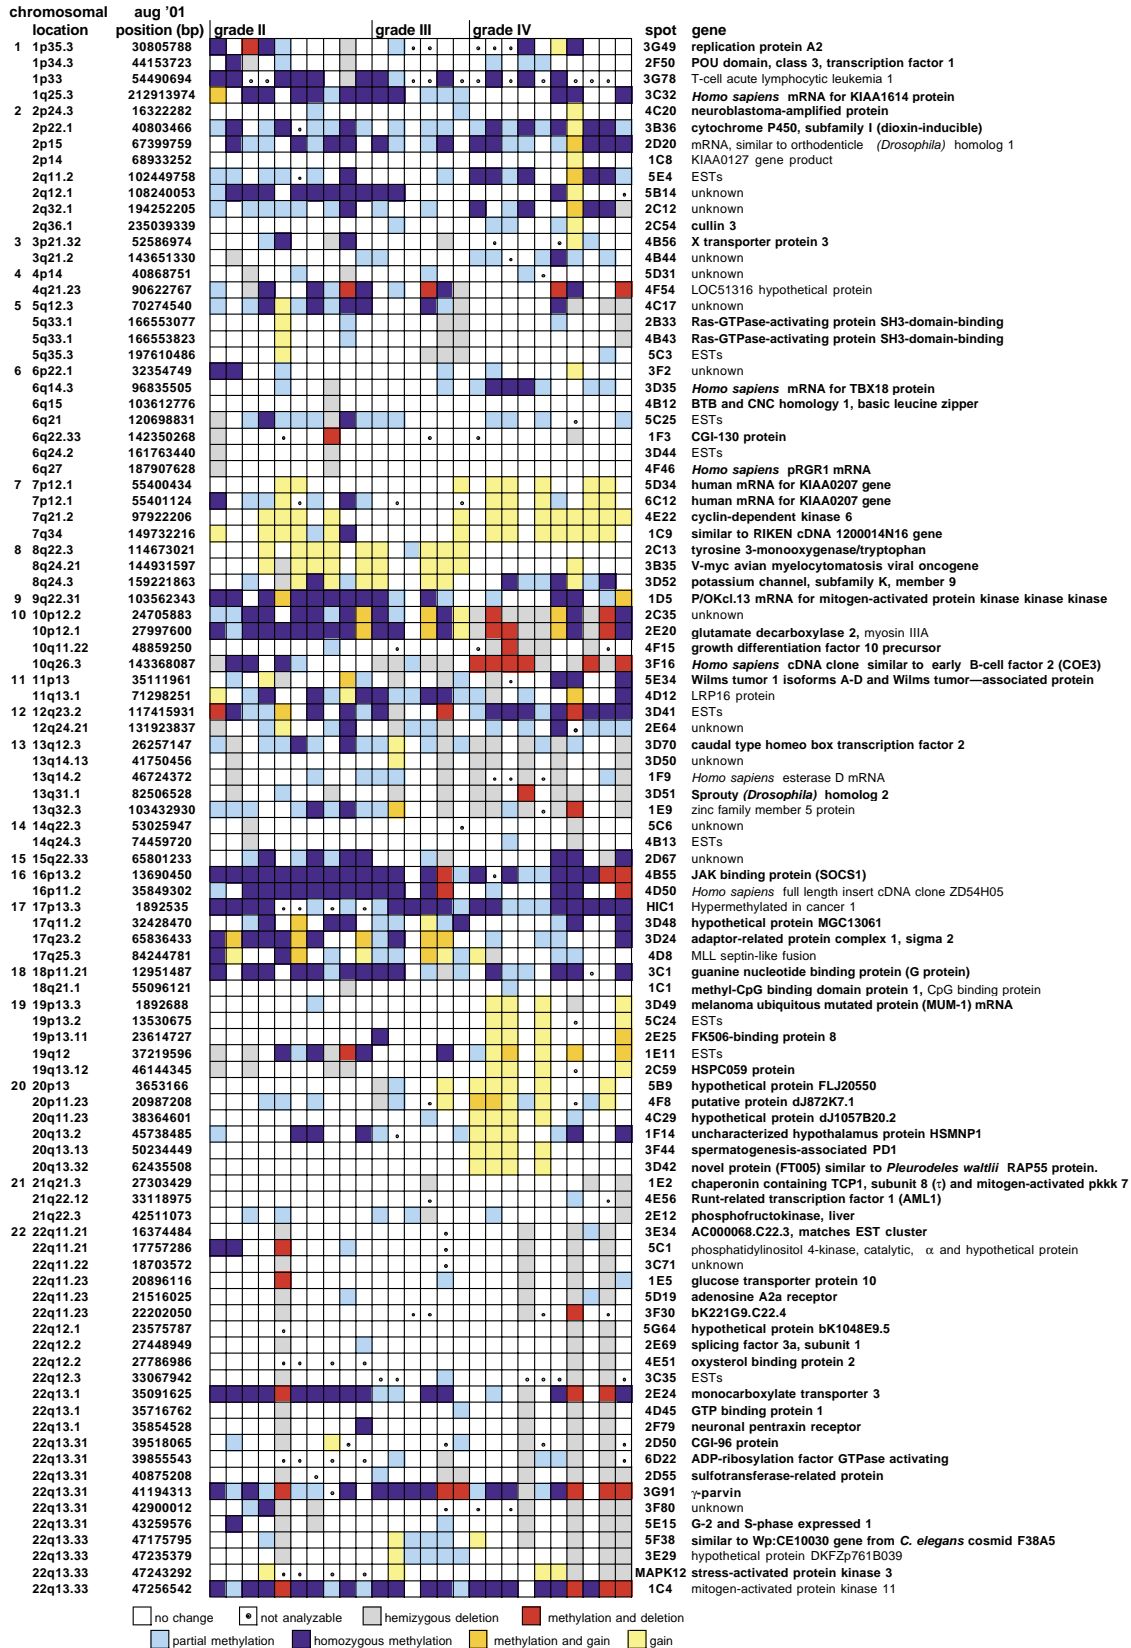 chromosomal aug '01
location position (bp) grade II grade III grade IV spot gene
1 1p35.3 30805788 3G49 replication protein A2
1p34.3 44153723 2F50 POU domain, class 3, transcription factor 1
1p33 54490694 3G78 T-cell acute lymphocytic leukemia 1
1q25.3 212913974 3C32 Homo sapiens mRNA for KIAA1614 protein
2 2p24.3 16322282 4C20 neuroblastoma-amplified protein
2p22.1 40803466 3B36 cytochrome P450, subfamily I (dioxin-inducible)
2p15 67399759 2D20 mRNA, similar to orthodenticle (Drosophila) homolog 1
2p14 68933252 1C8 KIAA0127 gene product
2q11.2 102449758 5E4 ESTs
2q12.1 108240053 5B14 unknown
2q32.1 194252205 2C12 unknown
2q36.1 235039339 2C54 cullin 3
3 3p21.32 52586974 4B56 X transporter protein 3
3q21.2 143651330 4B44 unknown
4 4p14 40868751 5D31 unknown
4q21.23 90622767 4F54 LOC51316 hypothetical protein
5 5q12.3 70274540 4C17 unknown
5q33.1 166553077 2B33 Ras-GTPase-activating protein SH3-domain-binding
5q33.1 166553823 4B43 Ras-GTPase-activating protein SH3-domain-binding
5q35.3 197610486 5C3 ESTs
6 6p22.1 32354749 3F2 unknown
6q14.3 96835505 3D35 Homo sapiens mRNA for TBX18 protein
6q15 103612776 4B12 BTB and CNC homology 1, basic leucine zipper
6q21 120698831 5C25 ESTs
6q22.33 142350268 1F3 CGI-130 protein
6q24.2 161763440 3D44 ESTs
6q27 187907628 4F46 Homo sapiens pRGR1 mRNA
7 7p12.1 55400434 5D34 human mRNA for KIAA0207 gene
7p12.1 55401124 6C12 human mRNA for KIAA0207 gene
7q21.2 97922206 4E22 cyclin-dependent kinase 6
7q34 149732216 1C9 similar to RIKEN cDNA 1200014N16 gene
8 8q22.3 114673021 2C13 tyrosine 3-monooxygenase/tryptophan
8q24.21 144931597 3B35 V-myc avian myelocytomatosis viral oncogene
8q24.3 159221863 3D52 potassium channel, subfamily K, member 9
9 9q22.31 103562343 1D5 P/OKcl.13 mRNA for mitogen-activated protein kinase kinase kinase
10 10p12.2 24705883 2C35 unknown
10p12.1 27997600 2E20 glutamate decarboxylase 2, myosin IIIA
10q11.22 48859250 4F15 growth differentiation factor 10 precursor
10q26.3 143368087 3F16 Homo sapiens cDNA clone similar to early B-cell factor 2 (COE3)
11 11p13 35111961 5E34 Wilms tumor 1 isoforms A-D and Wilms tumor—associated protein
11q13.1 71298251 4D12 LRP16 protein
12 12q23.2 117415931 3D41 ESTs
12q24.21 131923837 2E64 unknown
13 13q12.3 26257147 3D70 caudal type homeo box transcription factor 2
13q14.13 41750456 3D50 unknown
13q14.2 46724372 1F9 Homo sapiens esterase D mRNA
13q31.1 82506528 3D51 Sprouty (Drosophila) homolog 2
13q32.3 103432930 1E9 zinc family member 5 protein
14 14q22.3 53025947 5C6 unknown
14q24.3 74459720 4B13 ESTs
15 15q22.33 65801233 2D67 unknown
16 16p13.2 13690450 4B55 JAK binding protein (SOCS1)
16p11.2 35849302 4D50 Homo sapiens full length insert cDNA clone ZD54H05
17 17p13.3 1892535 HIC1 Hypermethylated in cancer 1
17q11.2 32428470 3D48 hypothetical protein MGC13061
17q23.2 65836433 3D24 adaptor-related protein complex 1, sigma 2
17q25.3 84244781 4D8 MLL septin-like fusion
18 18p11.21 12951487 3C1 guanine nucleotide binding protein (G protein)
18q21.1 55096121 1C1 methyl-CpG binding domain protein 1, CpG binding protein
19 19p13.3 1892688 3D49 melanoma ubiquitous mutated protein (MUM-1) mRNA
19p13.2 13530675 5C24 ESTs
19p13.11 23614727 2E25 FK506-binding protein 8
19q12 37219596 1E11 ESTs
19q13.12 46144345 2C59 HSPC059 protein
20 20p13 3653166 5B9 hypothetical protein FLJ20550
20p11.23 20987208 4F8 putative protein dJ872K7.1
20q11.23 38364601 4C29 hypothetical protein dJ1057B20.2
20q13.2 45738485 1F14 uncharacterized hypothalamus protein HSMNP1
20q13.13 50234449 3F44 spermatogenesis-associated PD1
20q13.32 62435508 3D42 novel protein (FT005) similar to Pleurodeles waltlii RAP55 protein.
21 21q21.3 27303429 1E2 chaperonin containing TCP1, subunit 8 (τ) and mitogen-activated pkkk 7
21q22.12 33118975 4E56 Runt-related transcription factor 1 (AML1)
21q22.3 42511073 2E12 phosphofructokinase, liver
22 22q11.21 16374484 3E34 AC000068.C22.3, matches EST cluster
22q11.21 17757286 5C1 phosphatidylinositol 4-kinase, catalytic, α and hypothetical protein
22q11.22 18703572 3C71 unknown
22q11.23 20896116 1E5 glucose transporter protein 10
22q11.23 21516025 5D19 adenosine A2a receptor
22q11.23 22202050 3F30 bK221G9.C22.4
22q12.1 23575787 5G64 hypothetical protein bK1048E9.5
22q12.2 27448949 2E69 splicing factor 3a, subunit 1
22q12.2 27786986 4E51 oxysterol binding protein 2
22q12.3 33067942 3C35 ESTs
22q13.1 35091625 2E24 monocarboxylate transporter 3
22q13.1 35716762 4D45 GTP binding protein 1
22q13.1 35854528 2F79 neuronal pentraxin receptor
22q13.31 39518065 2D50 CGI-96 protein
22q13.31 39855543 6D22 ADP-ribosylation factor GTPase activating
22q13.31 40875208 2D55 sulfotransferase-related protein
22q13.31 41194313 3G91 γ-parvin
22q13.31 42900012 3F80 unknown
22q13.31 43259576 5E15 G-2 and S-phase expressed 1
22q13.33 47175795 5F38 similar to Wp:CE10030 gene from C. elegans cosmid F38A5
22q13.33 47235379 3E29 hypothetical protein DKFZp761B039
22q13.33 47243292 MAPK12 stress-activated protein kinase 3
22q13.33 47256542 1C4 mitogen-activated protein kinase 11
no change not analyzable hemizygous deletion methylation and deletion
partial methylation homozygous methylation methylation and gain gain